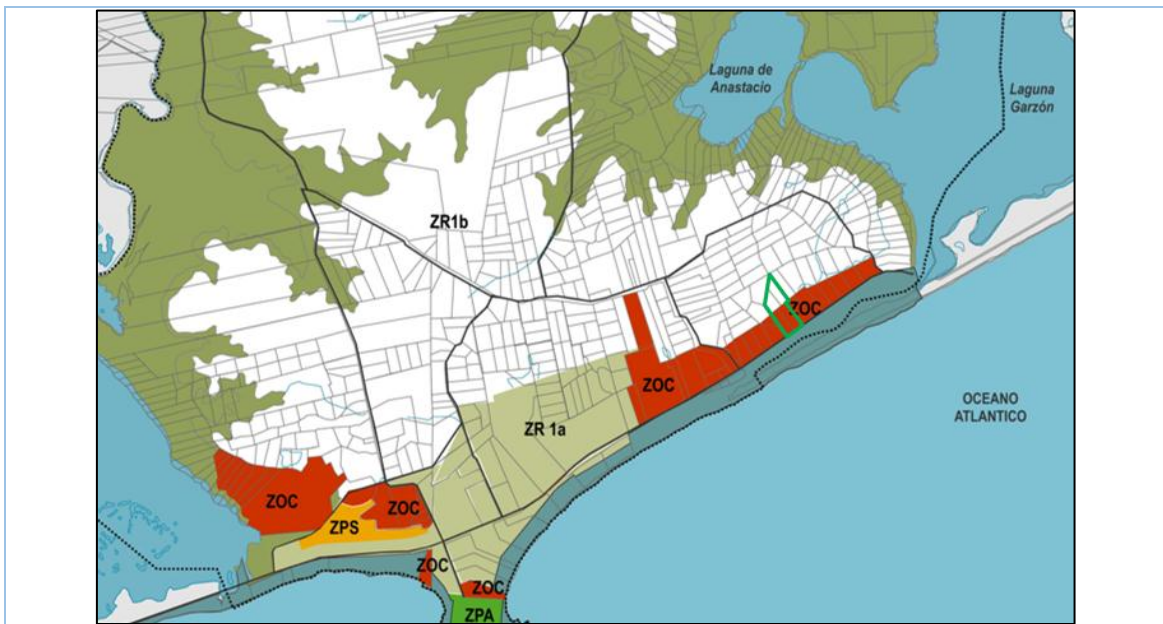 Laguna de
Anastacio
Laguna
Garzón
ZR1b
ZOC
ZOC
OCEANO
ATLANTICO
ZR 1a
ZOC
ZOC
ZPS
ZOC
ZOC
ZPA